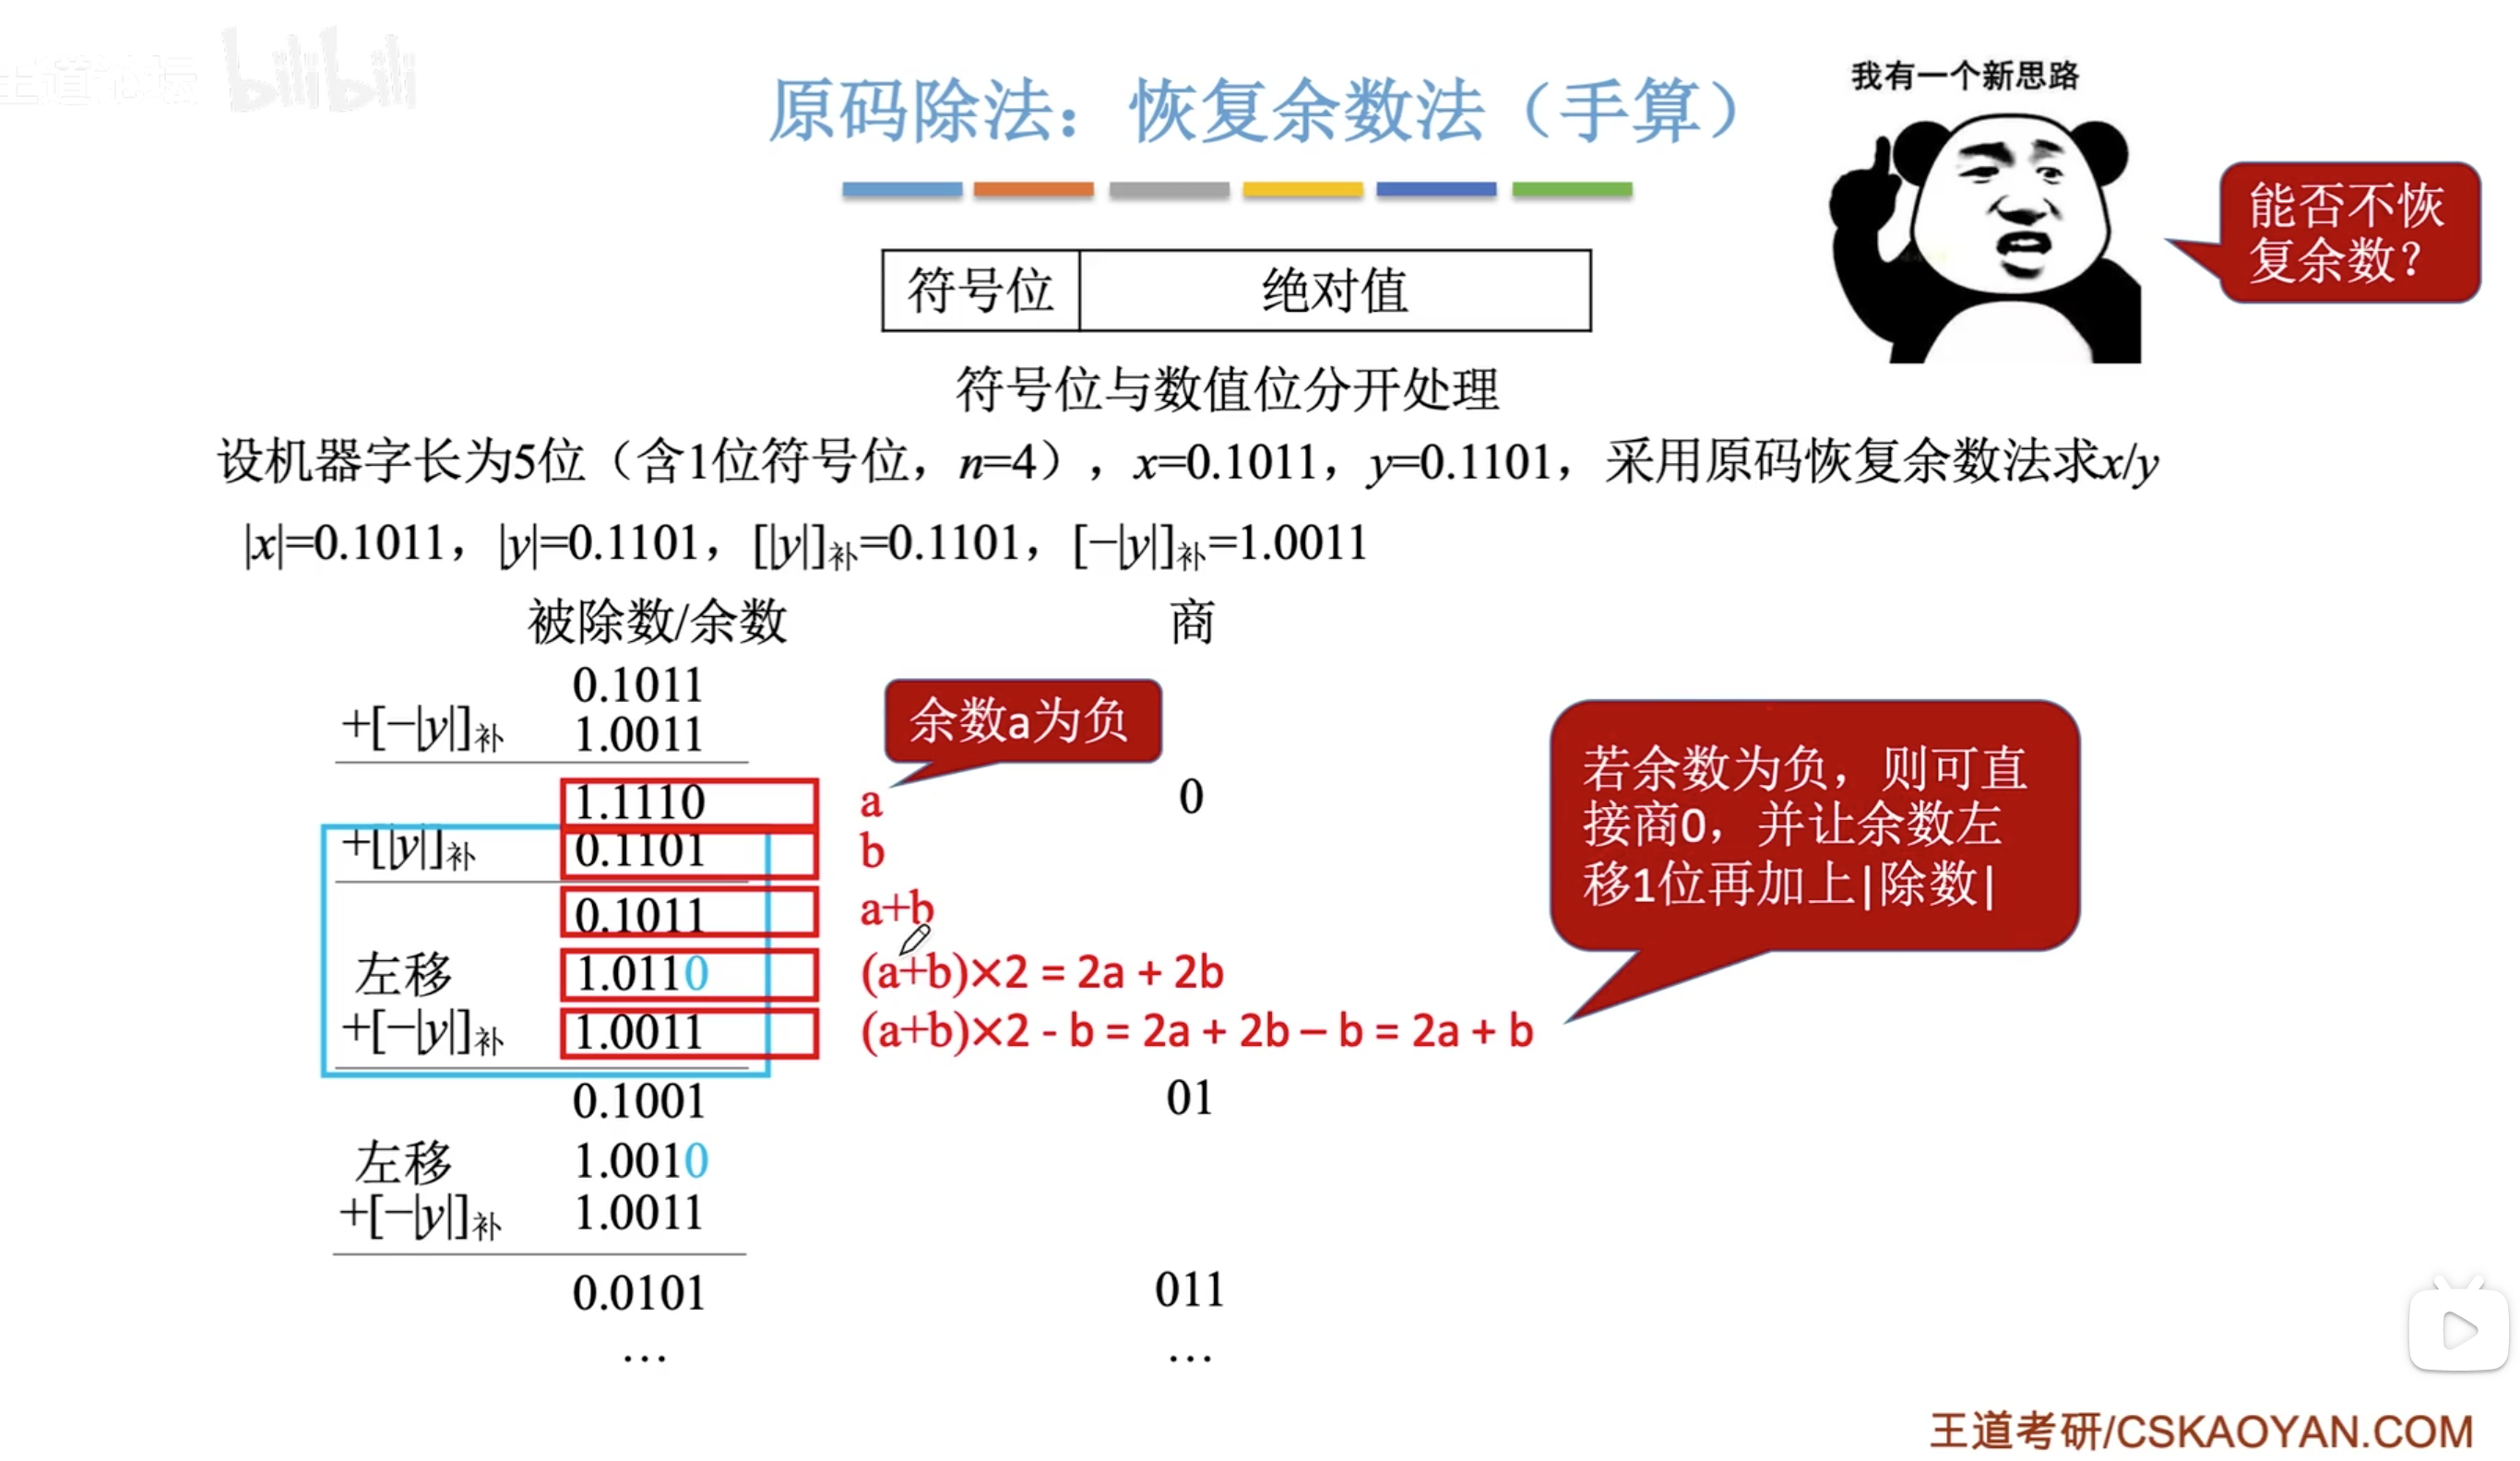 王道论坛 bilibili
我有一个新思路
原码除法：恢复余数法（手算）
能否不恢
复余数？
符号位 绝对值
符号位与数值位分开处理
设机器字长为5位（含1位符号位，n=4），x=0.1011，y=0.1101，采用原码恢复余数法求x/y
|x|=0.1011，|y|=0.1101，[|y|]补=0.1101，[−|y|]补=1.0011
被除数/余数 商
0.1011
+[−|y|]补 1.0011
余数a为负
1.1110 a 0
+[|y|]补 0.1101 b
0.1011 a+b
左移 1.0110 (a+b)×2 = 2a + 2b
+[−|y|]补 1.0011 (a+b)×2 - b = 2a + 2b – b = 2a + b
若余数为负，则可直
接商0，并让余数左
移1位再加上|除数|
0.1001 01
左移 1.0010
+[−|y|]补 1.0011
0.0101 011
… …
王道考研/CSKAOYAN.COM